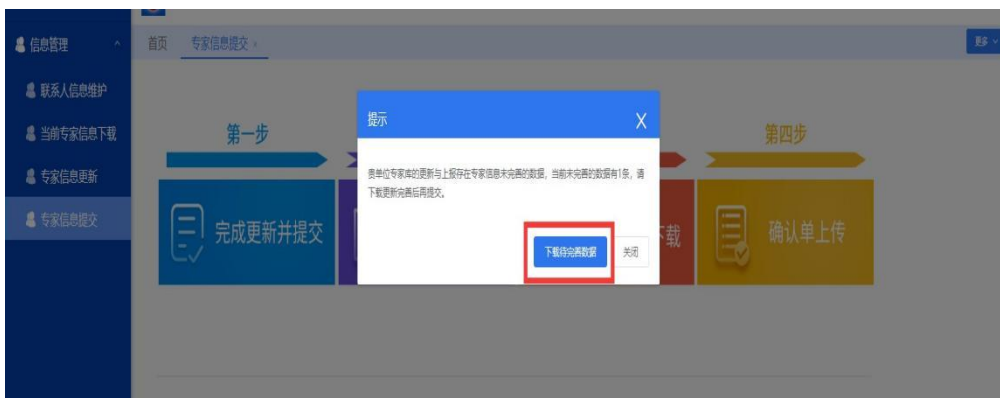 信息管理
联系人信息维护
当前专家信息下载
专家信息更新
专家信息提交
首页 专家信息提交 ×
更多
第一步
第四步
完成更新并提交
下载
确认单上传
提示 X
贵单位专家库的更新与上报存在专家信息未完善的数据，当前未完善的数据有1条，请
下载更新完善后再提交。
下载待完善数据 关闭